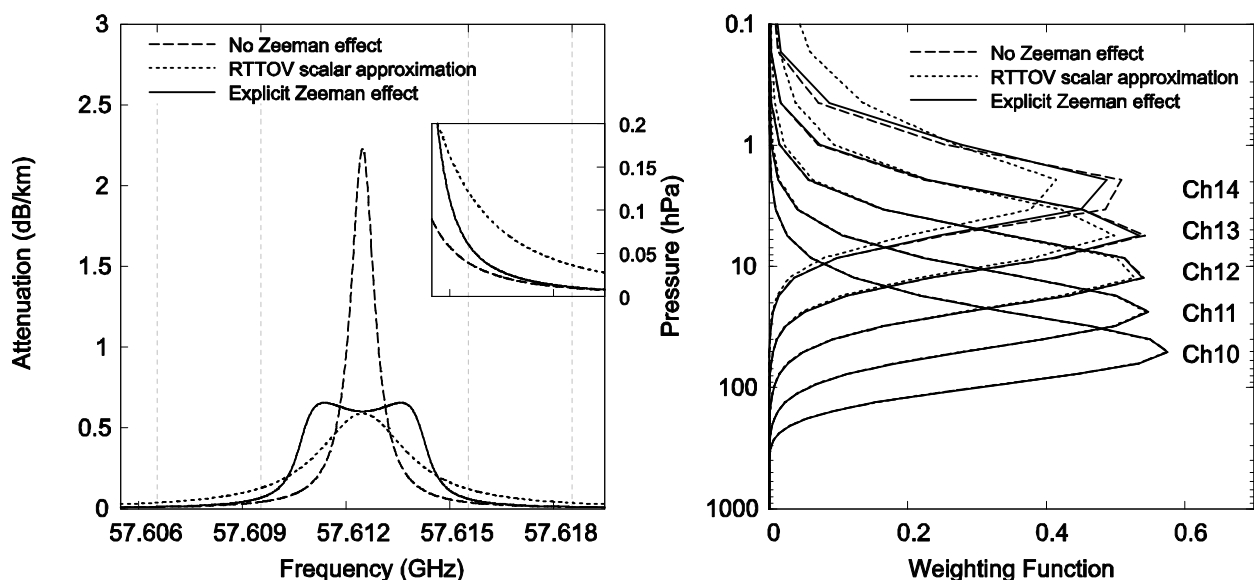 3
2.5
2
1.5
1
0.5
0
Attenuation (dB/km)
No Zeeman effect
RTTOV scalar approximation
Explicit Zeeman effect
0.2
0.15
0.1
0.05
0
57.606
57.609
57.612
57.615
57.618
Frequency (GHz)
0.1
1
10
100
1000
Pressure (hPa)
No Zeeman effect
RTTOV scalar approximation
Explicit Zeeman effect
Ch14
Ch13
Ch12
Ch11
Ch10
0
0.2
0.4
0.6
Weighting Function